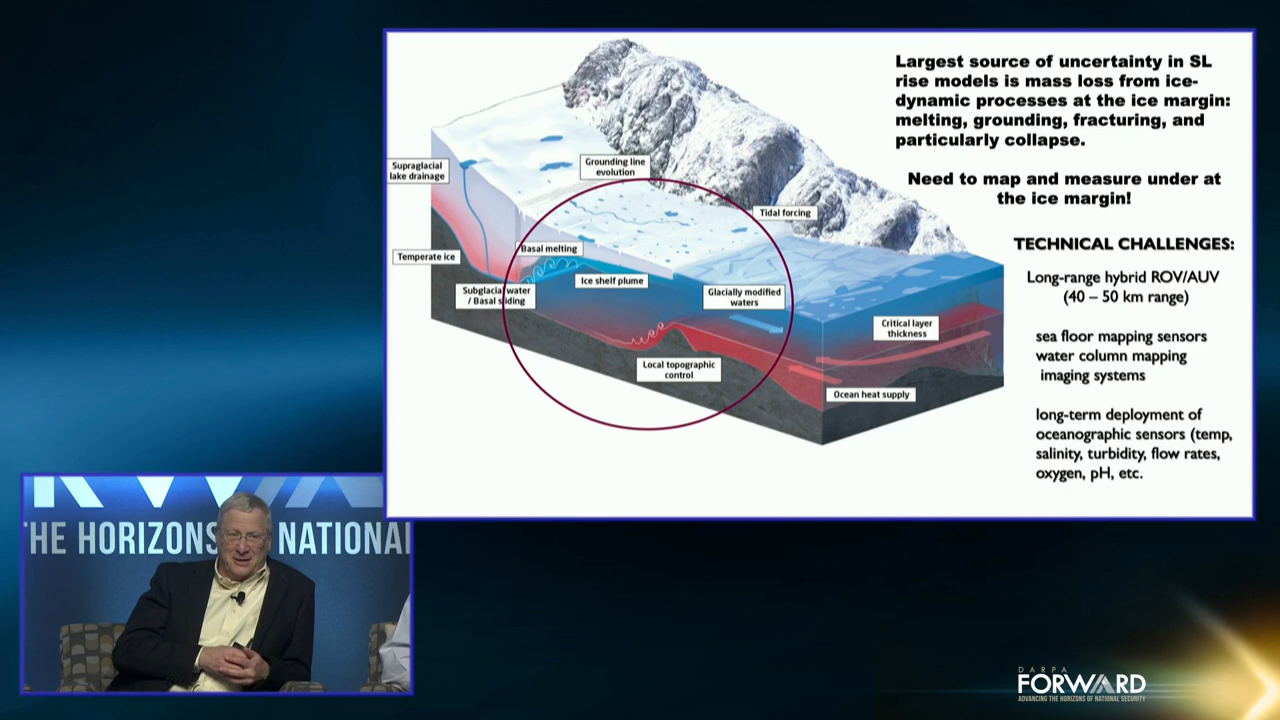 Largest source of uncertainty in SL
rise models is mass loss from ice-
dynamic processes at the ice margin:
melting, grounding, fracturing, and
particularly collapse.
Need to map and measure under at
the ice margin!
TECHNICAL CHALLENGES:
Long-range hybrid ROV/AUV
(40 – 50 km range)
sea floor mapping sensors
water column mapping
imaging systems
long-term deployment of
oceanographic sensors (temp,
salinity, turbidity, flow rates,
oxygen, pH, etc.
Supraglacial
lake drainage
Grounding line
evolution
Tidal forcing
Basal melting
Temperate ice
Ice shelf plume
Subglacial water
/ Basal sliding
Glacially modified
waters
Critical layer
thickness
Local topographic
control
Ocean heat supply
RWA
THE HORIZONS NATIONAL
DARPA
FORWARD
ADVANCING THE HORIZONS OF NATIONAL SECURITY